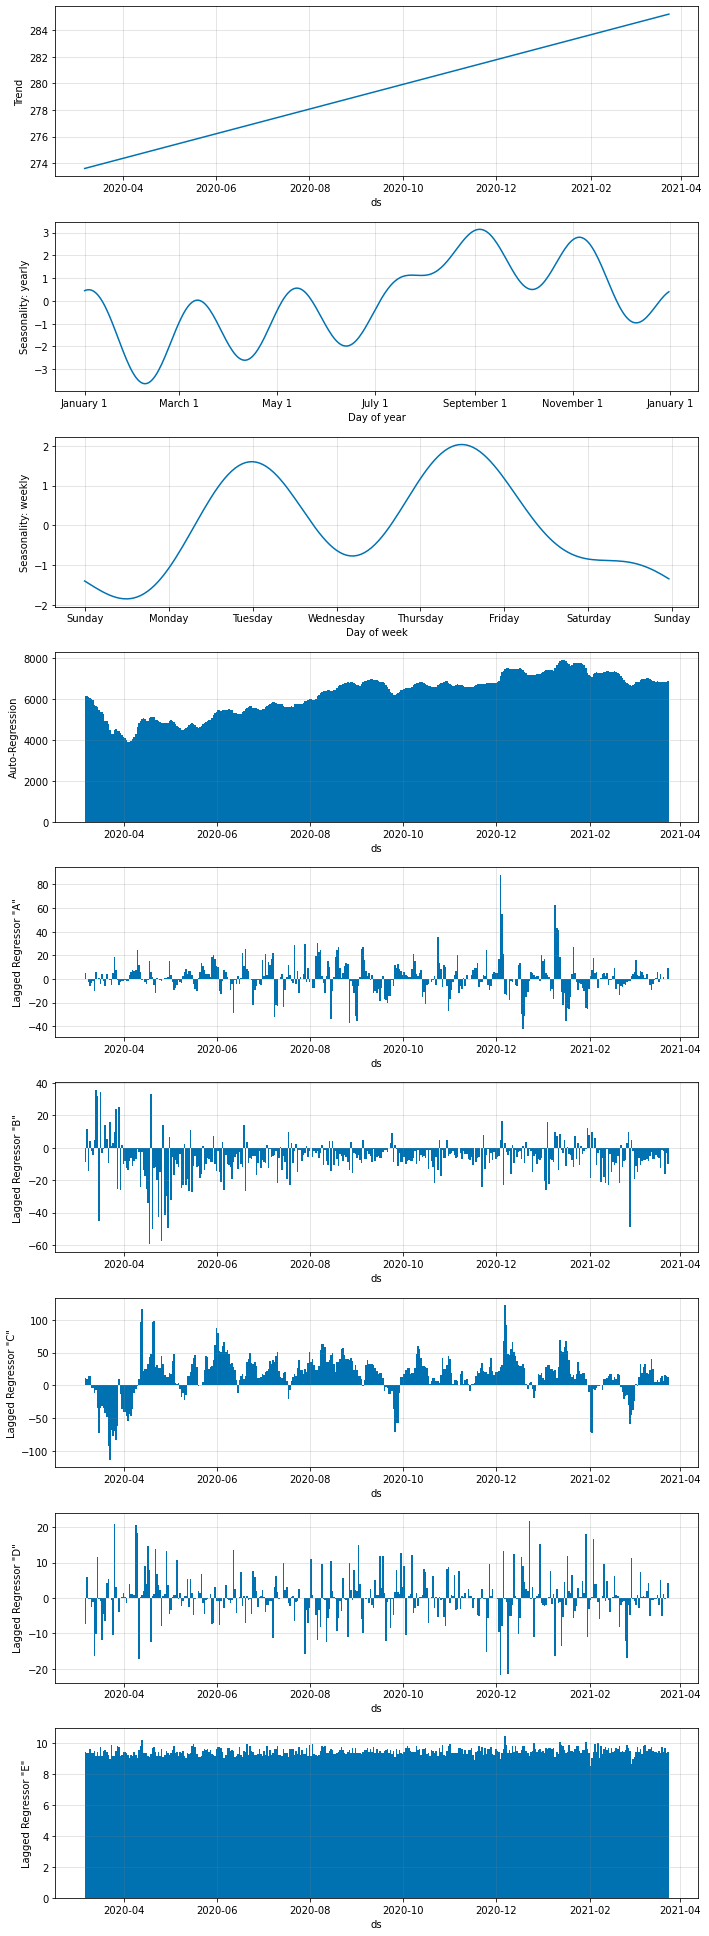 284
282
280
278
276
274
Trend
2020-04 2020-06 2020-08 2020-10 2020-12 2021-02 2021-04
ds
3
2
1
0
−1
−2
−3
Seasonality: yearly
January 1 March 1 May 1 July 1 September 1 November 1 January 1
Day of year
2
1
0
−1
−2
Seasonality: weekly
Sunday Monday Tuesday Wednesday Thursday Friday Saturday Sunday
Day of week
8000
6000
4000
2000
0
Auto-Regression
2020-04 2020-06 2020-08 2020-10 2020-12 2021-02 2021-04
ds
80
60
40
20
0
−20
−40
Lagged Regressor "A"
2020-04 2020-06 2020-08 2020-10 2020-12 2021-02 2021-04
ds
40
20
0
−20
−40
−60
Lagged Regressor "B"
2020-04 2020-06 2020-08 2020-10 2020-12 2021-02 2021-04
ds
100
50
0
−50
−100
Lagged Regressor "C"
2020-04 2020-06 2020-08 2020-10 2020-12 2021-02 2021-04
ds
20
10
0
−10
−20
Lagged Regressor "D"
2020-04 2020-06 2020-08 2020-10 2020-12 2021-02 2021-04
ds
10
8
6
4
2
0
Lagged Regressor "E"
2020-04 2020-06 2020-08 2020-10 2020-12 2021-02 2021-04
ds